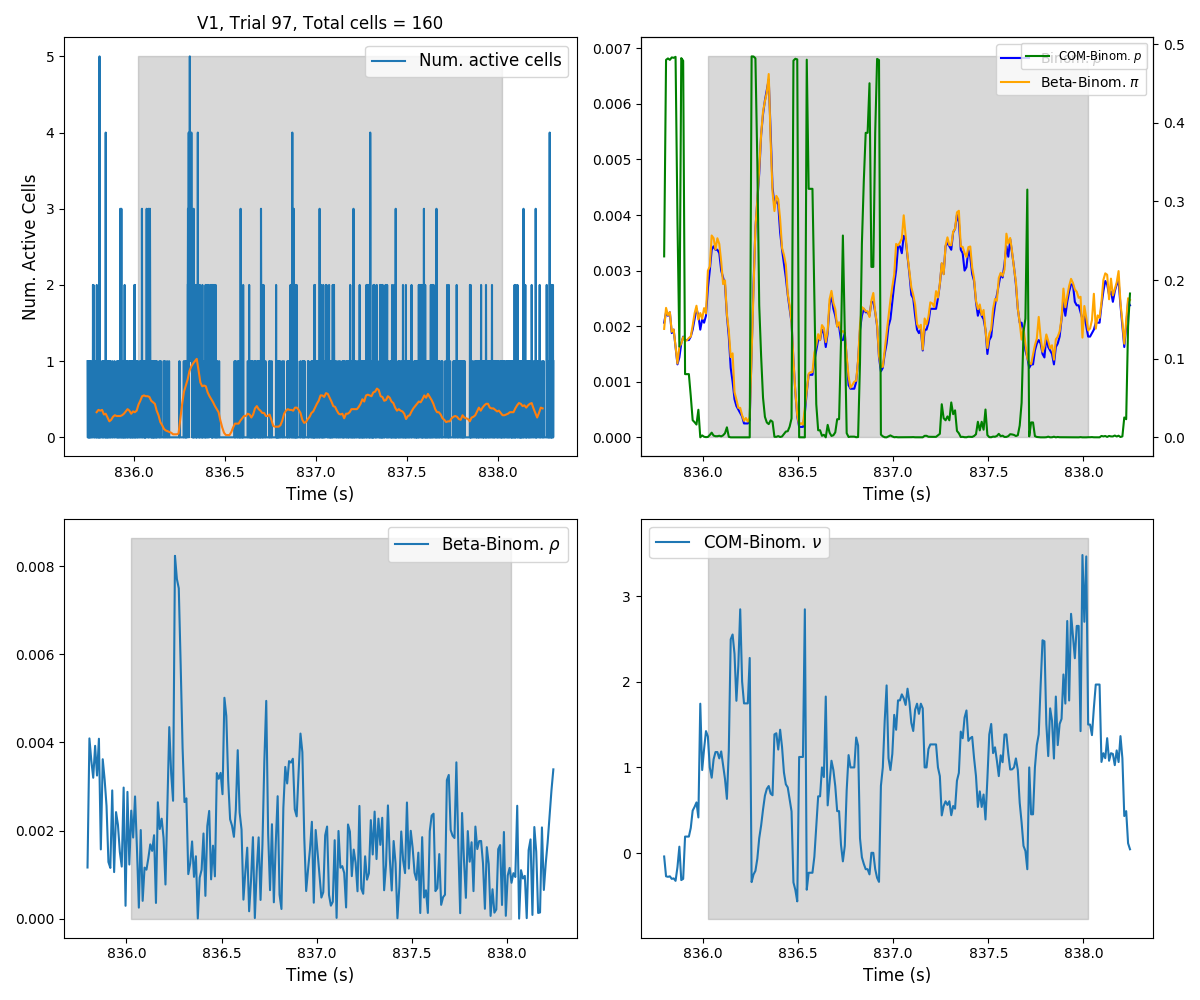 V1, Trial 97, Total cells = 160
Num. active cells
Num. Active Cells
5
4
3
2
1
0
836.0 836.5 837.0 837.5 838.0
Time (s)
COM-Binom. p
Binom. p
Beta-Binom. π
0.007
0.006
0.005
0.004
0.003
0.002
0.001
0.000
0.5
0.4
0.3
0.2
0.1
0.0
836.0 836.5 837.0 837.5 838.0
Time (s)
Beta-Binom. ρ
0.008
0.006
0.004
0.002
0.000
836.0 836.5 837.0 837.5 838.0
Time (s)
COM-Binom. ν
3
2
1
0
836.0 836.5 837.0 837.5 838.0
Time (s)